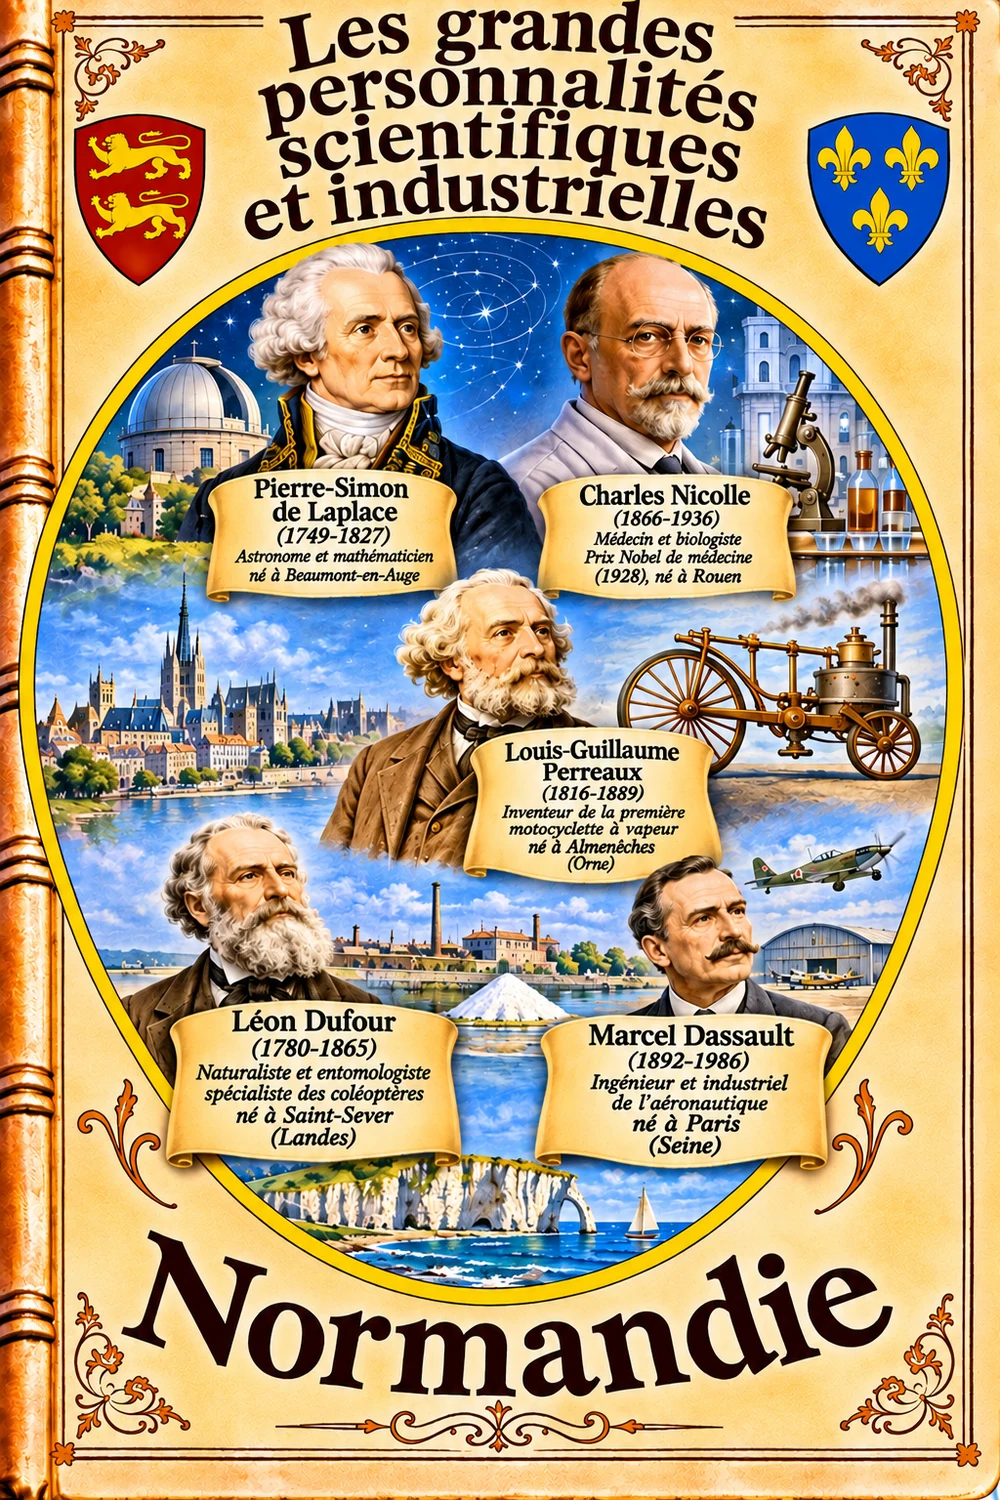 Les grandes
personnalités
scientifiques
et industrielles
Pierre-Simon
de Laplace
(1749-1827)
Astronome et mathématicien
né à Beaumont-en-Auge
Charles Nicolle
(1866-1936)
Médecin et biologiste
Prix Nobel de médecine
(1928), né à Rouen
Louis-Guillaume
Perreaux
(1816-1889)
Inventeur de la première
motocyclette à vapeur
né à Almenêches
(Orne)
Léon Dufour
(1780-1865)
Naturaliste et entomologiste
spécialiste des coléoptères
né à Saint-Sever
(Landes)
Marcel Dassault
(1892-1986)
Ingénieur et industriel
de l'aéronautique
né à Paris
(Seine)
Normandie